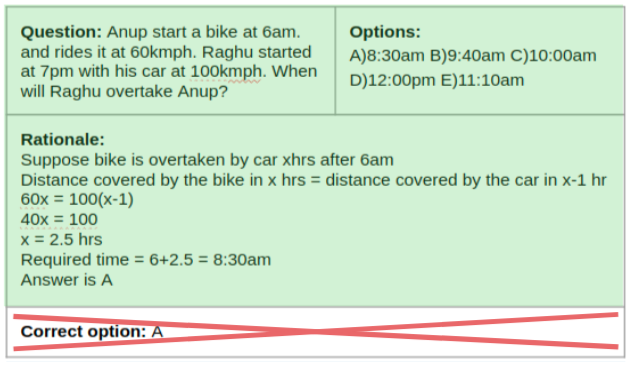 Question: Anup start a bike at 6am.
and rides it at 60kmph. Raghu started
at 7pm with his car at 100kmph. When
will Raghu overtake Anup?
Options:
A)8:30am B)9:40am C)10:00am
D)12:00pm E)11:10am
Rationale:
Suppose bike is overtaken by car xhrs after 6am
Distance covered by the bike in x hrs = distance covered by the car in x-1 hr
60x = 100(x-1)
40x = 100
x = 2.5 hrs
Required time = 6+2.5 = 8:30am
Answer is A
Correct option: A